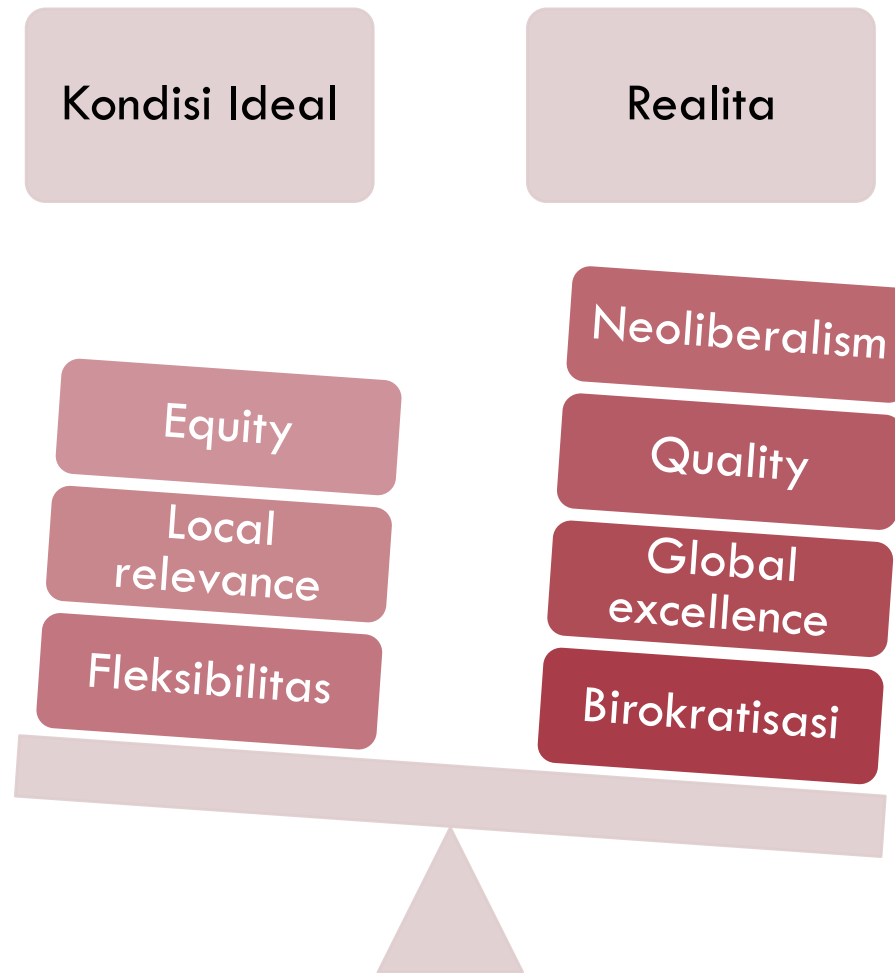 Kondisi Ideal
Realita
Equity
Local
relevance
Fleksibilitas
Neoliberalism
Quality
Global
excellence
Birokratisasi